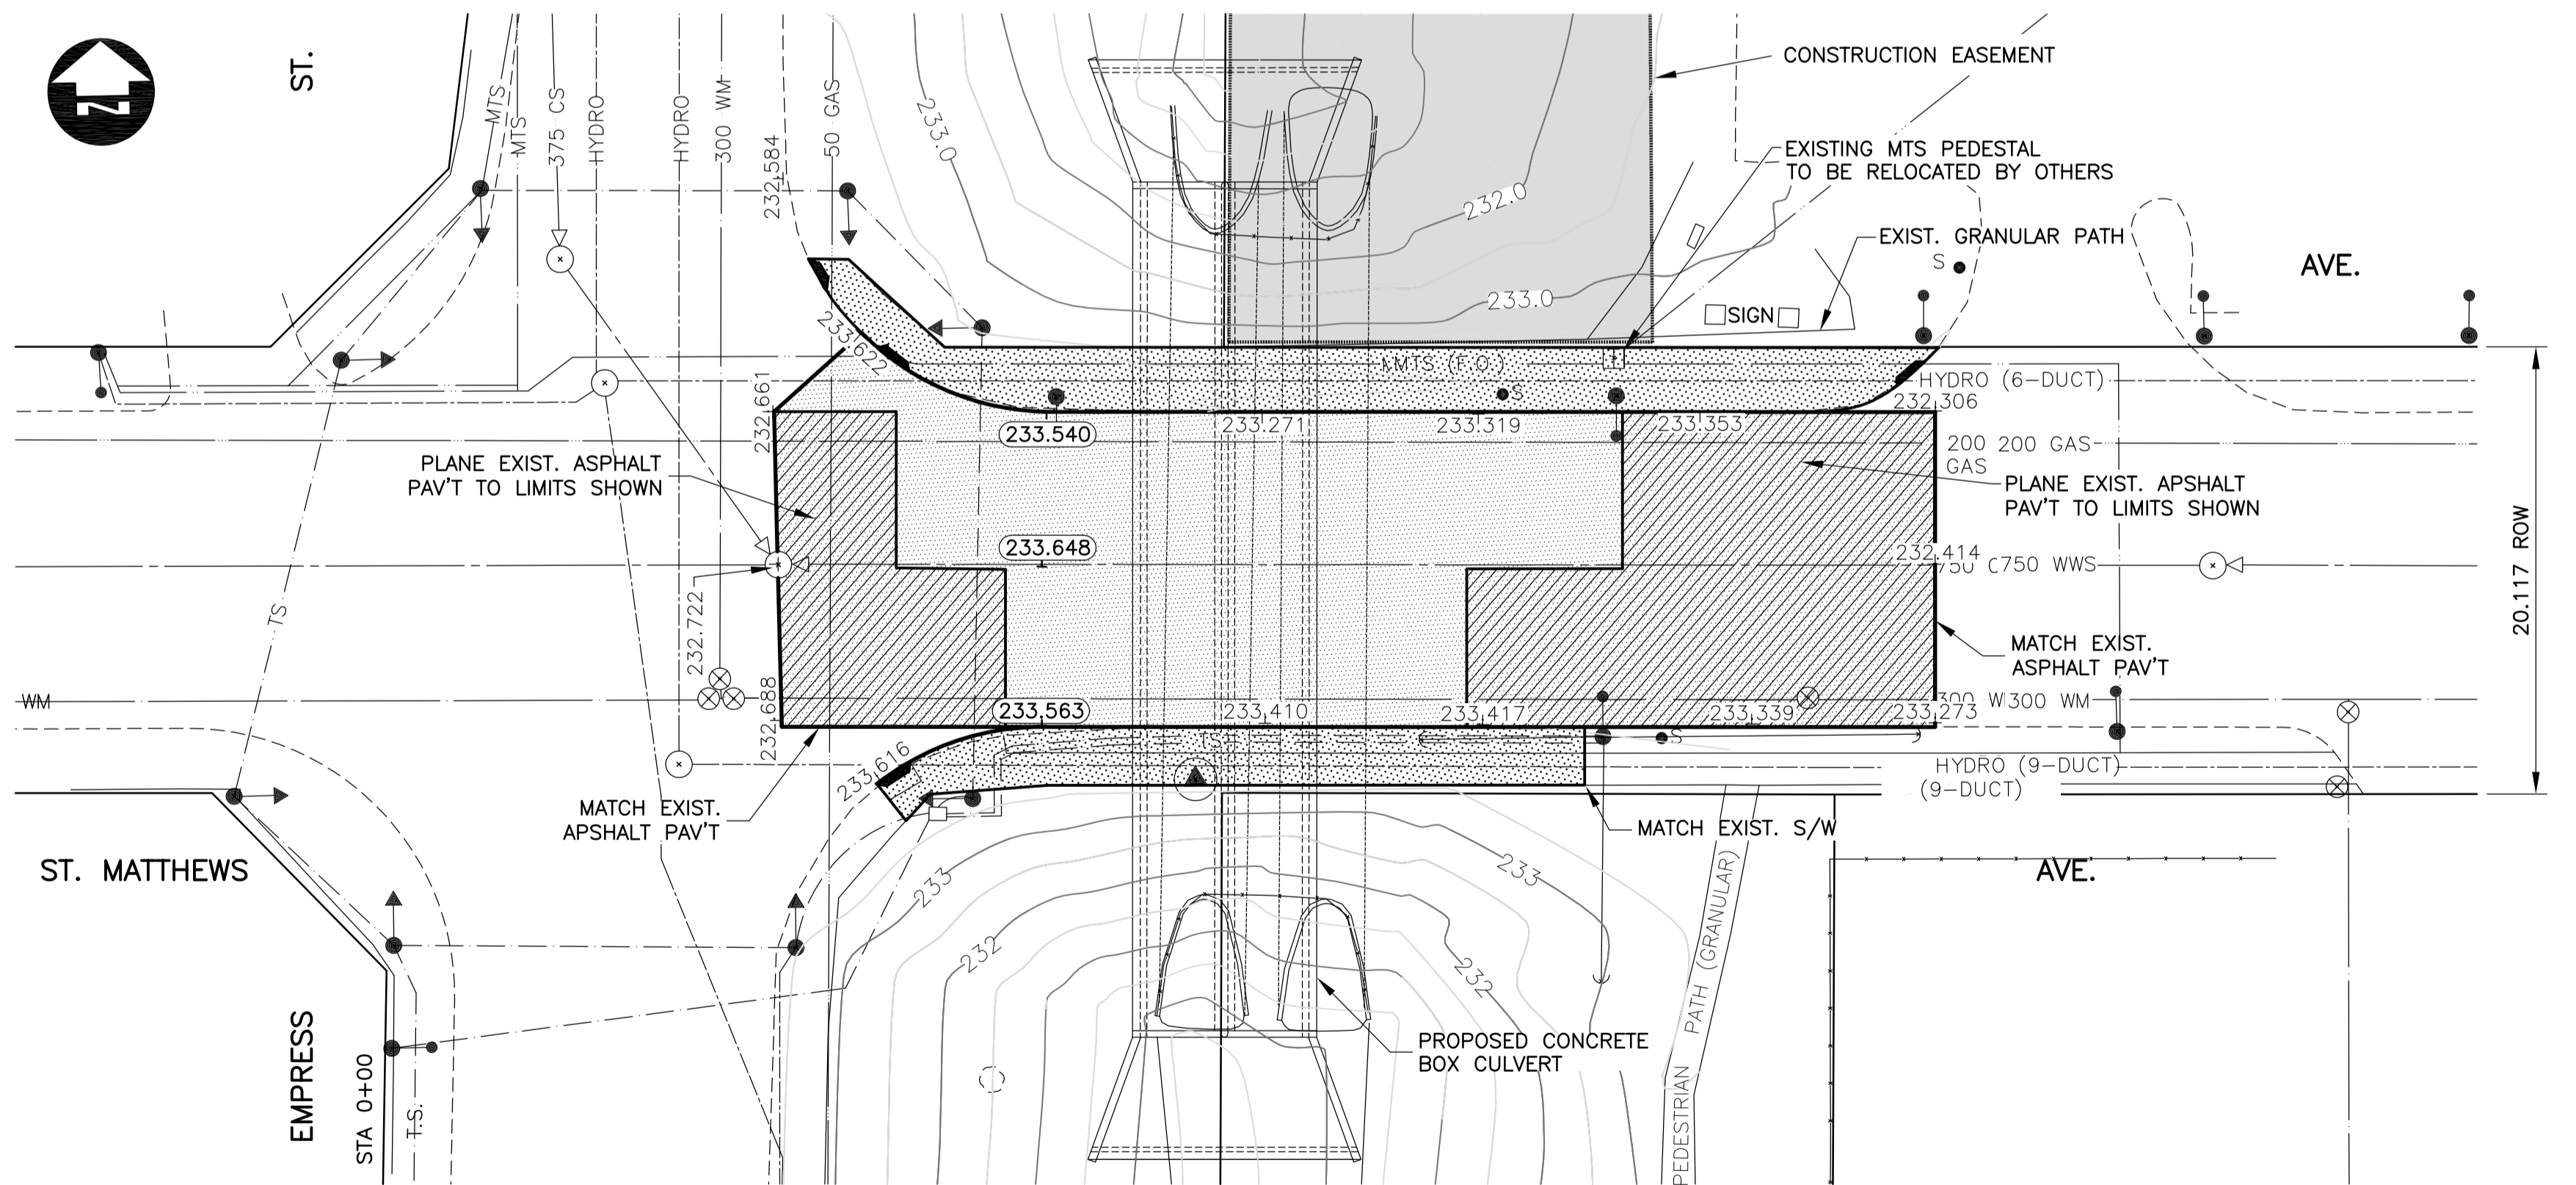 N
ST.
MTS
MTS
375 CS
HYDRO
HYDRO
300 WM
232.584
50 GAS
233.0
232.0
233.0
CONSTRUCTION EASEMENT
EXISTING MTS PEDESTAL
TO BE RELOCATED BY OTHERS
EXIST. GRANULAR PATH
S
SIGN
AVE.
233.622
MTS (F.O.)
S
HYDRO (6-DUCT)
232.306
232.661
233.540
233.271
233.319
233.353
200 200 GAS
GAS
PLANE EXIST. ASPHALT
PAV'T TO LIMITS SHOWN
PLANE EXIST. APSHALT
PAV'T TO LIMITS SHOWN
20.117 ROW
233.648
232.414
750 WWS
232.722
TS
MATCH EXIST.
ASPHALT PAV'T
WM
232.688
233.563
233.410
233.417
233.339
233.273
300 WM
233.616
TS
S
HYDRO (9-DUCT)
(9-DUCT)
MATCH EXIST.
APSHALT PAV'T
MATCH EXIST. S/W
ST. MATTHEWS
AVE.
233
233
232
232
PEDESTRIAN PATH (GRANULAR)
PROPOSED CONCRETE
BOX CULVERT
EMPRESS
STA 0+00
T.S.